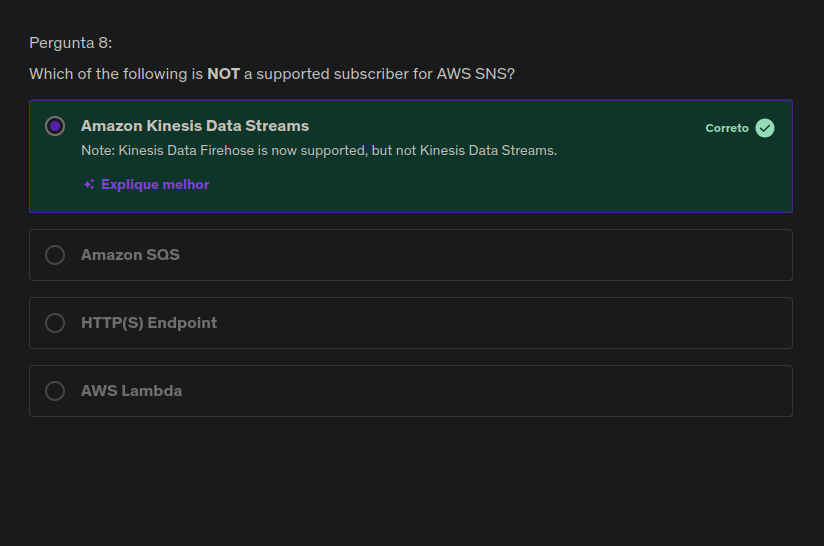 Pergunta 8:
Which of the following is NOT a supported subscriber for AWS SNS?
Amazon Kinesis Data Streams
Correto
Note: Kinesis Data Firehose is now supported, but not Kinesis Data Streams.
Explique melhor
Amazon SQS
HTTP(S) Endpoint
AWS Lambda